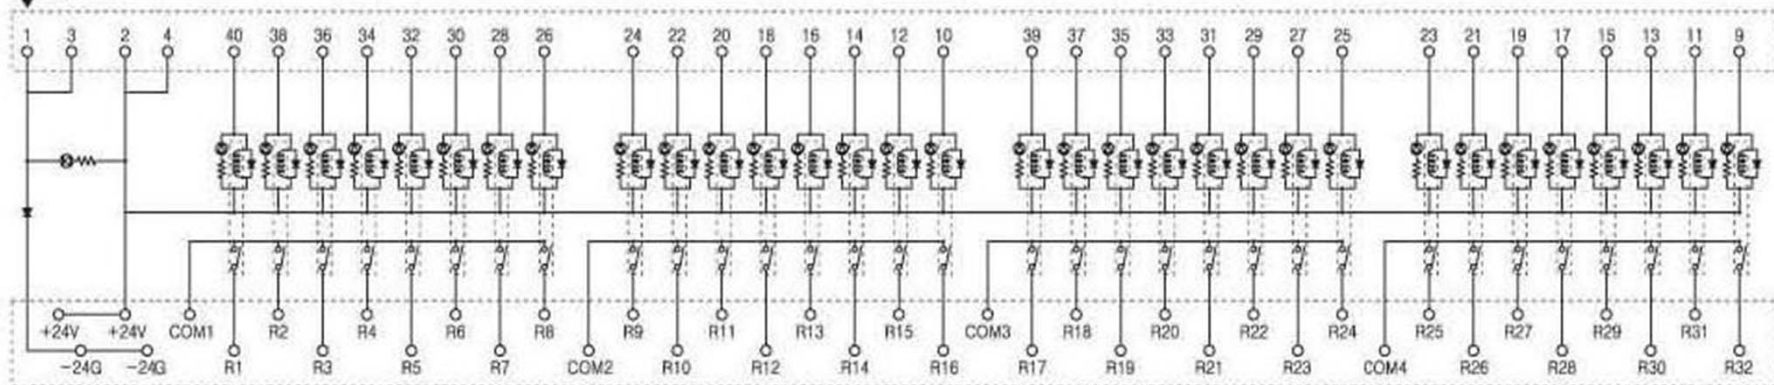 1 3 2 4 40 38 36 34 32 30 28 26 24 22 20 18 16 14 12 10 39 37 35 33 31 29 27 25 23 21 19 17 15 13 11 9
+24V +24V COM1 R2 R4 R6 R8 R9 R11 R13 R15 COM3 R18 R20 R22 R24 R25 R27 R29 R31
−24G −24G R1 R3 R5 R7 COM2 R10 R12 R14 R16 R17 R19 R21 R23 COM4 R26 R28 R30 R32